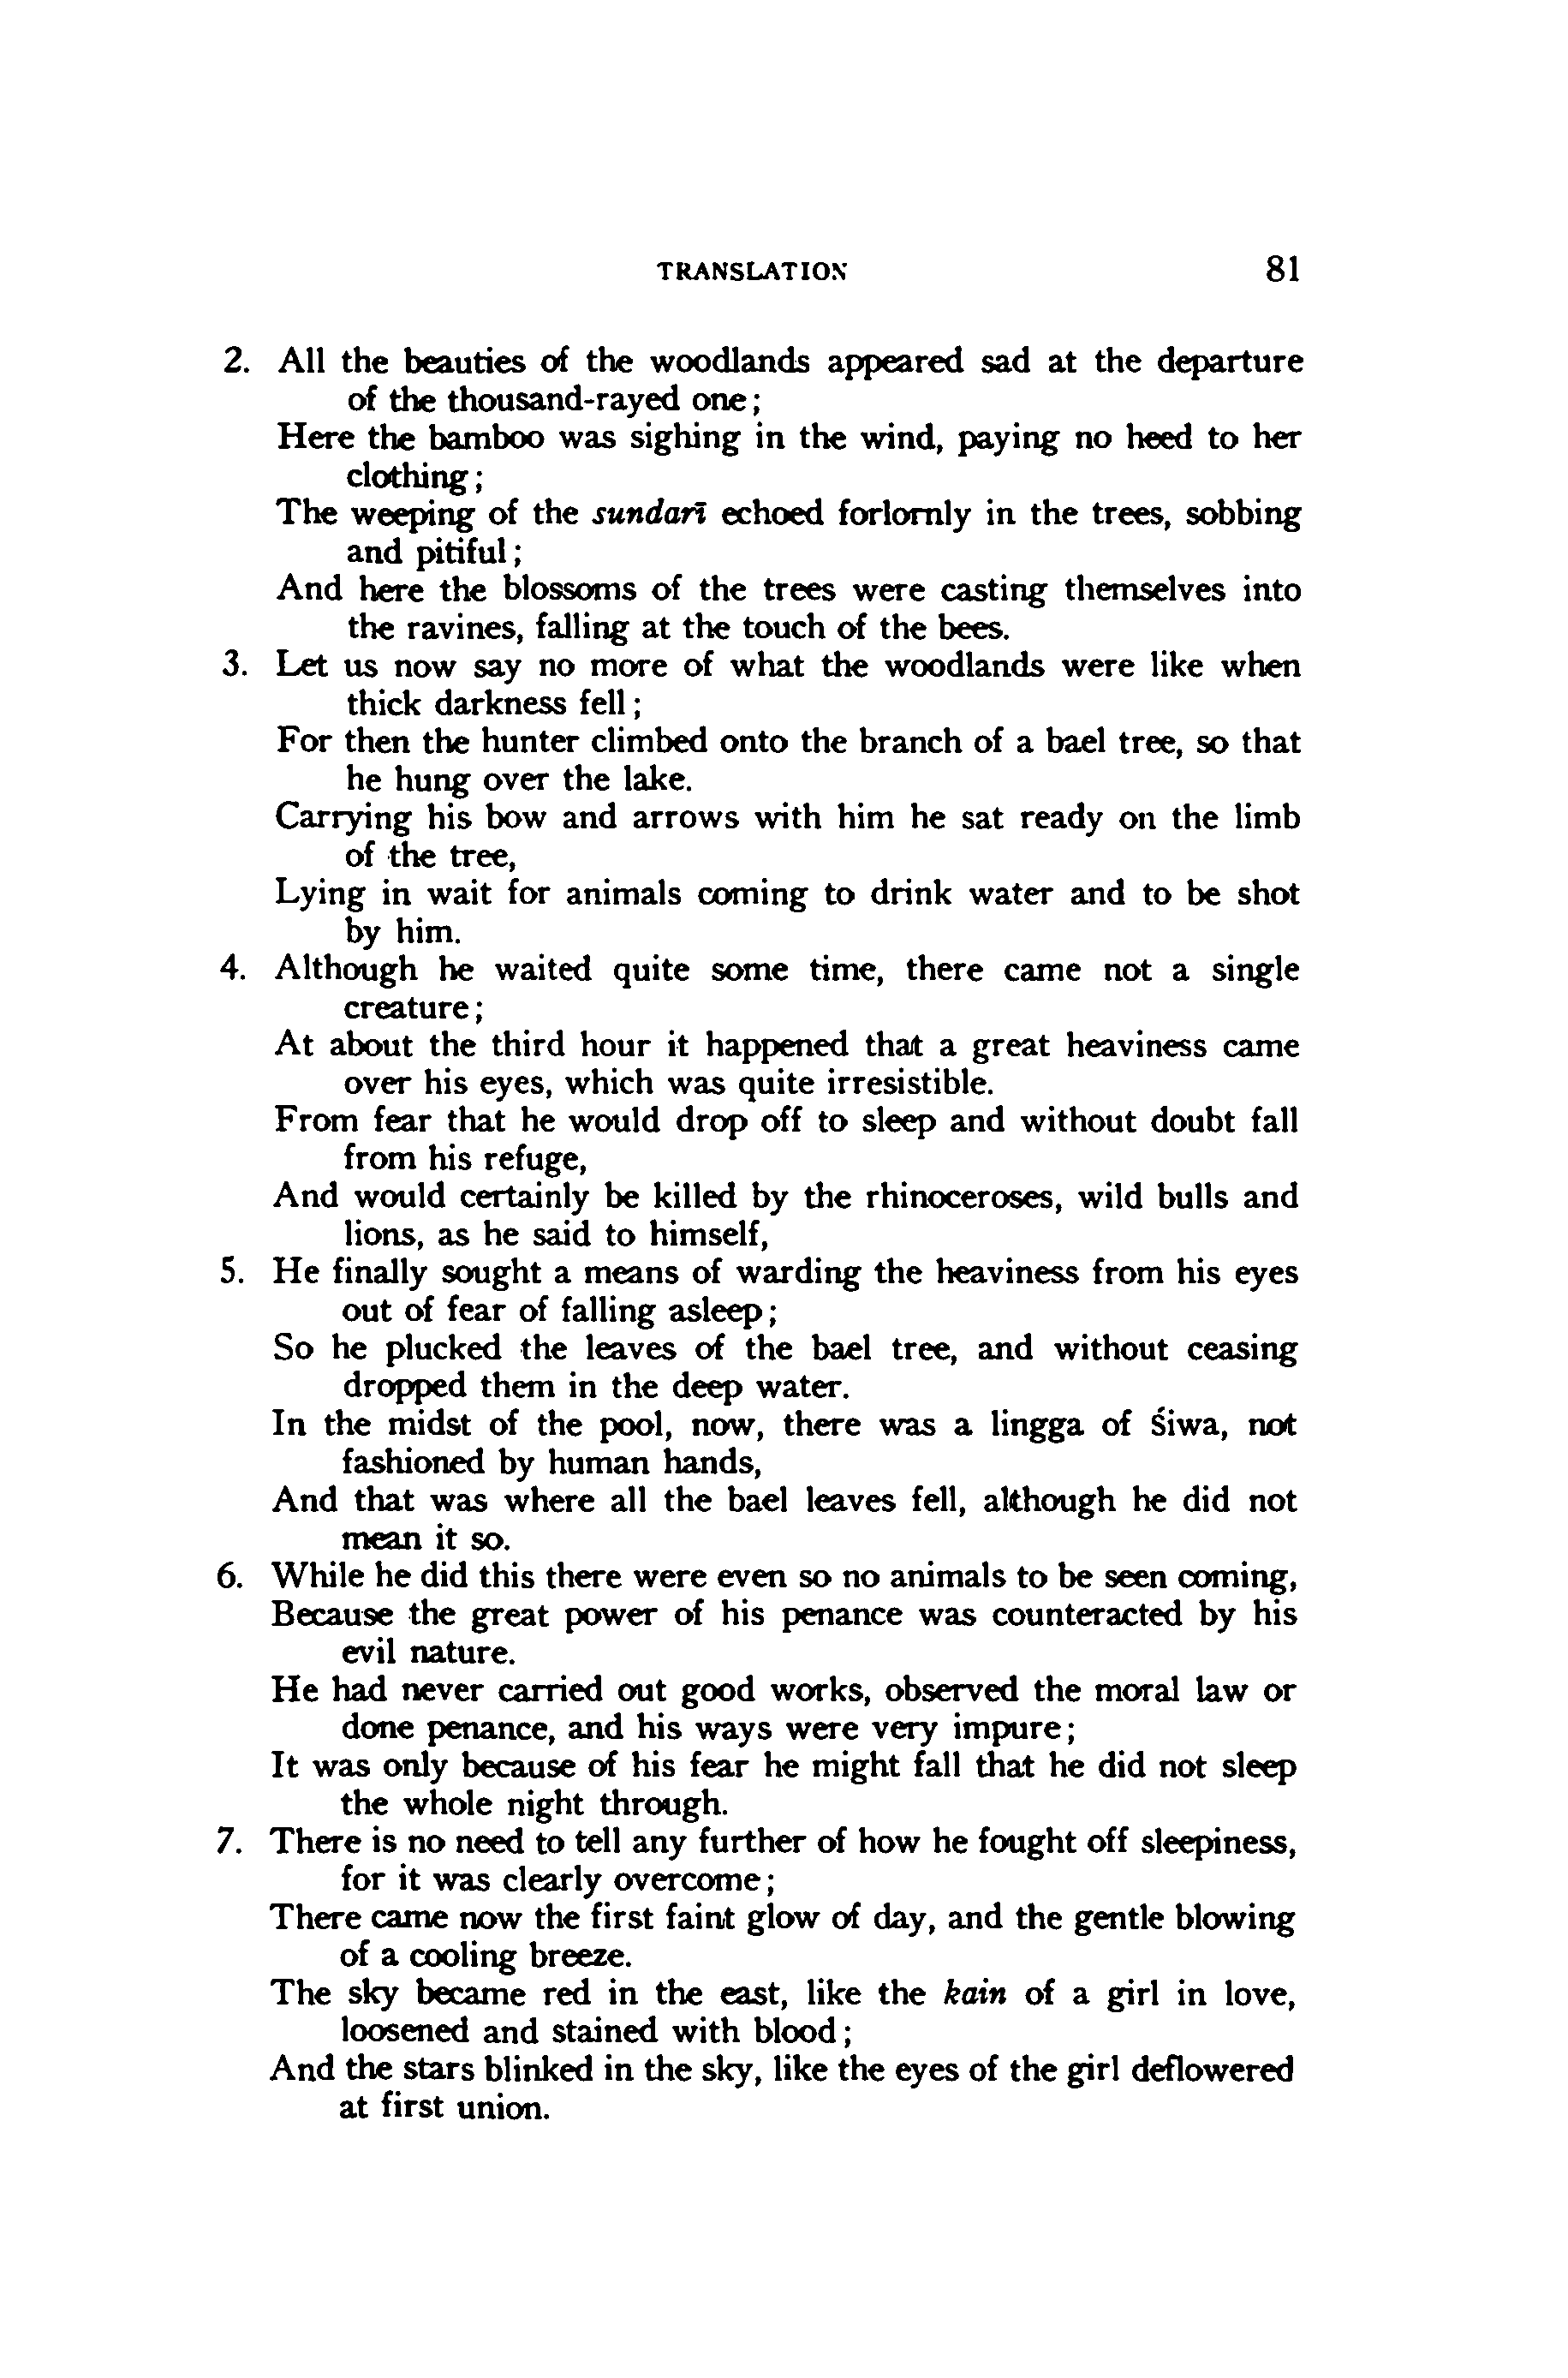 TRANSLATION 81
2. All the beauties of the woodlands appeared sad at the departure
of the thousand-rayed one;
Here the bamboo was sighing in the wind, paying no heed to her
clothing;
The weeping of the sundarī echoed forlornly in the trees, sobbing
and pitiful;
And here the blossoms of the trees were casting themselves into
the ravines, falling at the touch of the bees.
3. Let us now say no more of what the woodlands were like when
thick darkness fell;
For then the hunter climbed onto the branch of a bael tree, so that
he hung over the lake.
Carrying his bow and arrows with him he sat ready on the limb
of the tree,
Lying in wait for animals coming to drink water and to be shot
by him.
4. Although he waited quite some time, there came not a single
creature;
At about the third hour it happened that a great heaviness came
over his eyes, which was quite irresistible.
From fear that he would drop off to sleep and without doubt fall
from his refuge,
And would certainly be killed by the rhinoceroses, wild bulls and
lions, as he said to himself,
5. He finally sought a means of warding the heaviness from his eyes
out of fear of falling asleep;
So he plucked the leaves of the bael tree, and without ceasing
dropped them in the deep water.
In the midst of the pool, now, there was a lingga of Śiwa, not
fashioned by human hands,
And that was where all the bael leaves fell, although he did not
mean it so.
6. While he did this there were even so no animals to be seen coming,
Because the great power of his penance was counteracted by his
evil nature.
He had never carried out good works, observed the moral law or
done penance, and his ways were very impure;
It was only because of his fear he might fall that he did not sleep
the whole night through.
7. There is no need to tell any further of how he fought off sleepiness,
for it was clearly overcome;
There came now the first faint glow of day, and the gentle blowing
of a cooling breeze.
The sky became red in the east, like the kain of a girl in love,
loosened and stained with blood;
And the stars blinked in the sky, like the eyes of the girl deflowered
at first union.